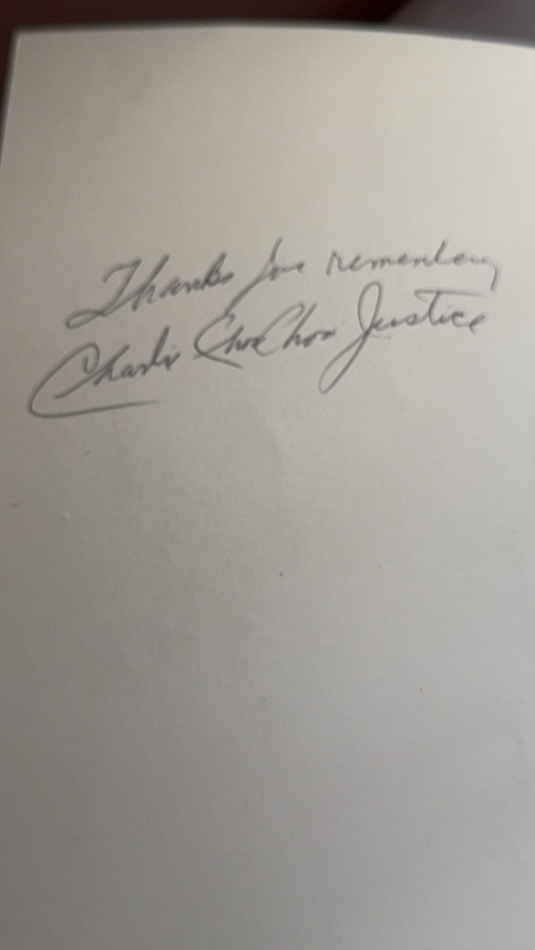 Thanks for remembering
Charlie Choo Choo Justice